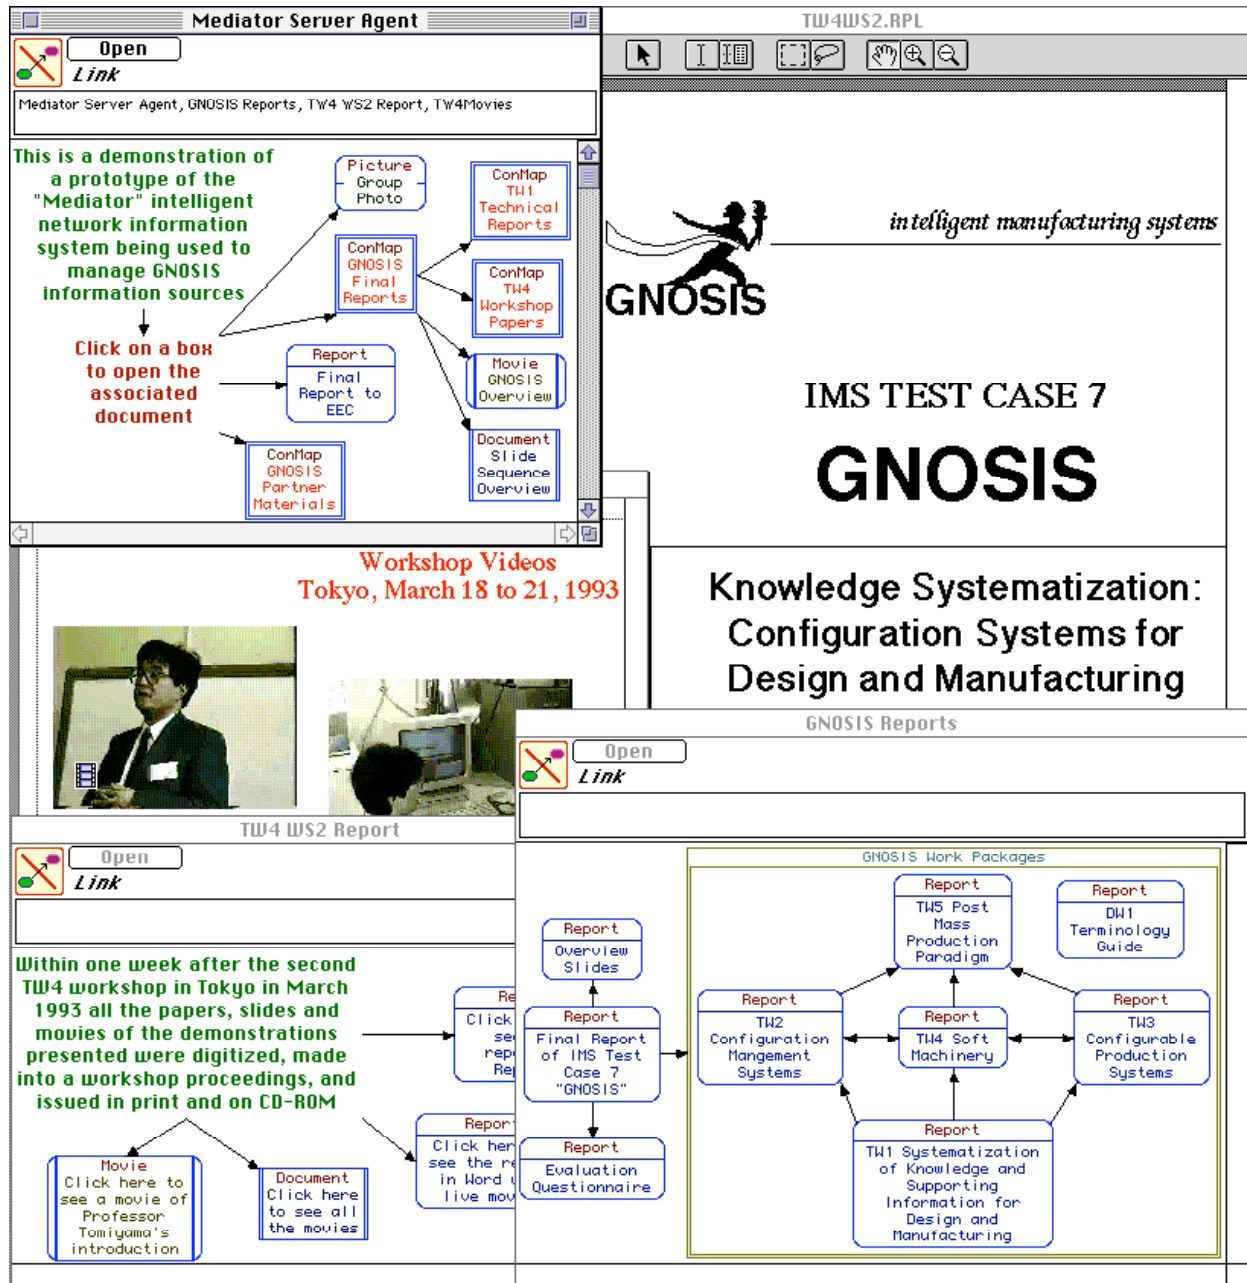 Mediator Server Agent
Open
Link
Mediator Server Agent, GNOSIS Reports, TW4 WS2 Report, TW4Movies
This is a demonstration of
a prototype of the
"Mediator" intelligent
network information
system being used to
manage GNOSIS
information sources
Click on a box
to open the
associated
document
Picture
Group
Photo
ConMap
GNOSIS
Final
Reports
Report
Final
Report to
EEC
ConMap
GNOSIS
Partner
Materials
ConMap
TW1
Technical
Reports
ConMap
TW4
Workshop
Papers
Movie
GNOSIS
Overview
Document
Slide
Sequence
Overview
TW4WS2.RPL
intelligent manufacturing systems
GNOSIS
IMS TEST CASE 7
GNOSIS
Knowledge Systematization:
Configuration Systems for
Design and Manufacturing
Workshop Videos
Tokyo, March 18 to 21, 1993
TW4 WS2 Report
Open
Link
Within one week after the second
TW4 workshop in Tokyo in March
1993 all the papers, slides and
movies of the demonstrations
presented were digitized, made
into a workshop proceedings, and
issued in print and on CD-ROM
Movie
Click here to
see a movie of
Professor
Tomiyama's
introduction
Document
Click here
to see all
the movies
Re
Click
se
rep
Rep
Repor
Click her
see the re
in Word
live mov
GNOSIS Reports
Open
Link
GNOSIS Work Packages
Report
Overview
Slides
Report
Final Report
of IMS Test
Case 7
"GNOSIS"
Report
Evaluation
Questionnaire
Report
TW5 Post
Mass
Production
Paradigm
Report
DW1
Terminology
Guide
Report
TW2
Configuration
Mangement
Systems
Report
TW4 Soft
Machinery
Report
TW3
Configurable
Production
Systems
Report
TW1 Systematization
of Knowledge and
Supporting
Information for
Design and
Manufacturing